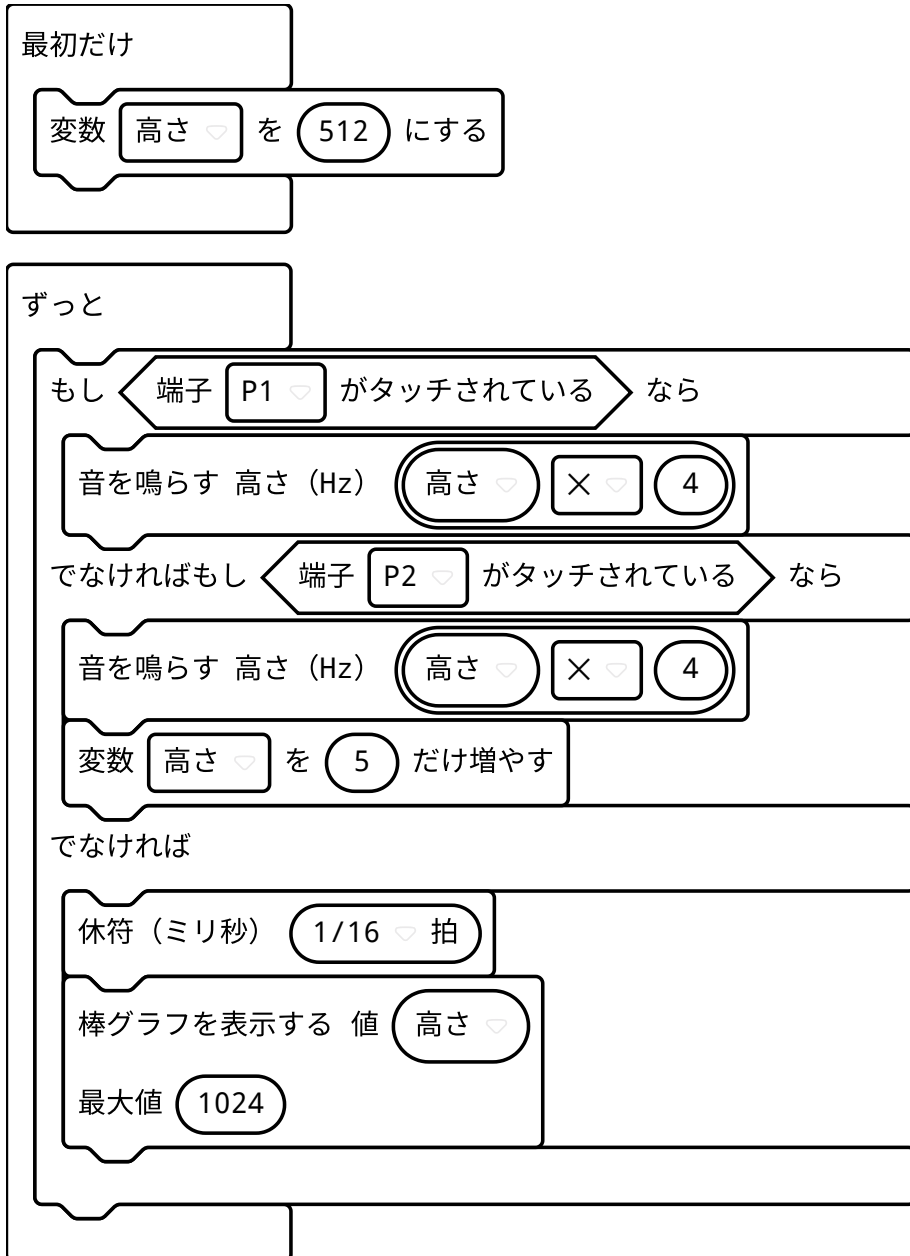 最初だけ
変数 高さ を 512 にする
ずっと
もし 端子 P1 がタッチされている なら
音を鳴らす 高さ（Hz） 高さ × 4
でなければもし 端子 P2 がタッチされている なら
音を鳴らす 高さ（Hz） 高さ × 4
変数 高さ を 5 だけ増やす
でなければ
休符（ミリ秒） 1/16 拍
棒グラフを表示する 値 高さ
最大値 1024